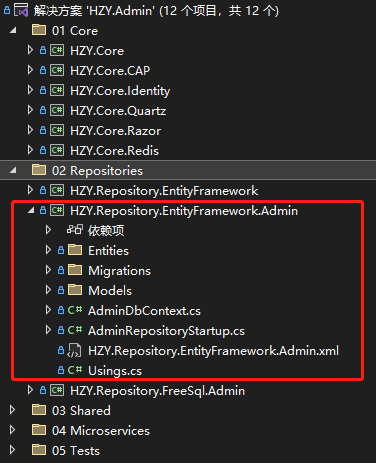 解决方案 'HZY.Admin' (12 个项目，共 12 个)
01 Core
HZY.Core
HZY.Core.CAP
HZY.Core.Identity
HZY.Core.Quartz
HZY.Core.Razor
HZY.Core.Redis
02 Repositories
HZY.Repository.EntityFramework
HZY.Repository.EntityFramework.Admin
依赖项
Entities
Migrations
Models
C# AdminDbContext.cs
C# AdminRepositoryStartup.cs
HZY.Repository.EntityFramework.Admin.xml
C# Usings.cs
HZY.Repository.FreeSql.Admin
03 Shared
04 Microservices
05 Tests